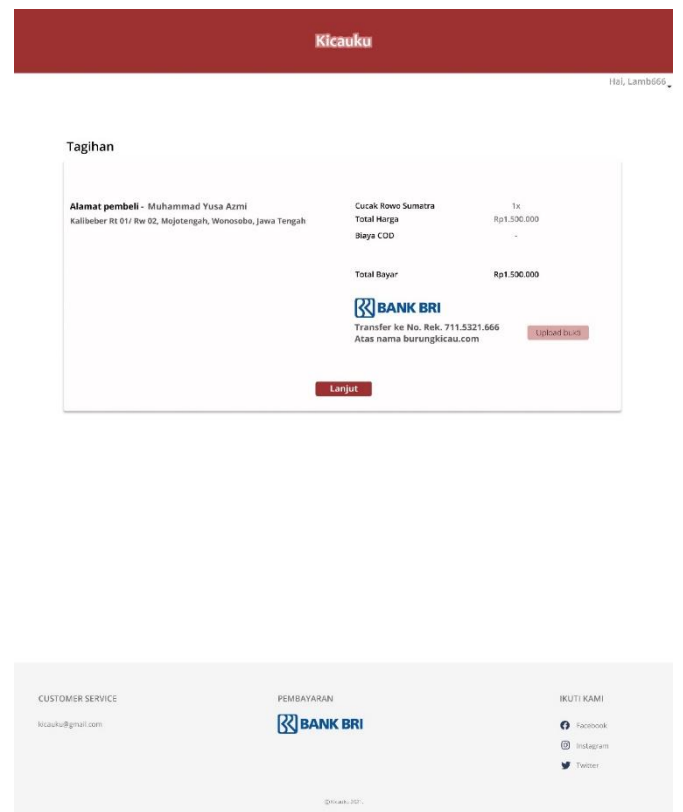 Kicauku
Hai, Lamb666
Tagihan
Alamat pembeli - Muhammad Yusa Azmi
Kalibeber Rt 01/ Rw 02, Mojotengah, Wonosobo, Jawa Tengah
Cucak Rowo Sumatra 1x
Total Harga Rp1.500.000
Biaya COD -
Total Bayar Rp1.500.000
BANK BRI
Transfer ke No. Rek. 711.5321.666
Atas nama burungkicau.com
Upload bukti
Lanjut
CUSTOMER SERVICE
kicauku@gmail.com
PEMBAYARAN
BANK BRI
IKUTI KAMI
Facebook
Instagram
Twitter
©Kicauku 2021.